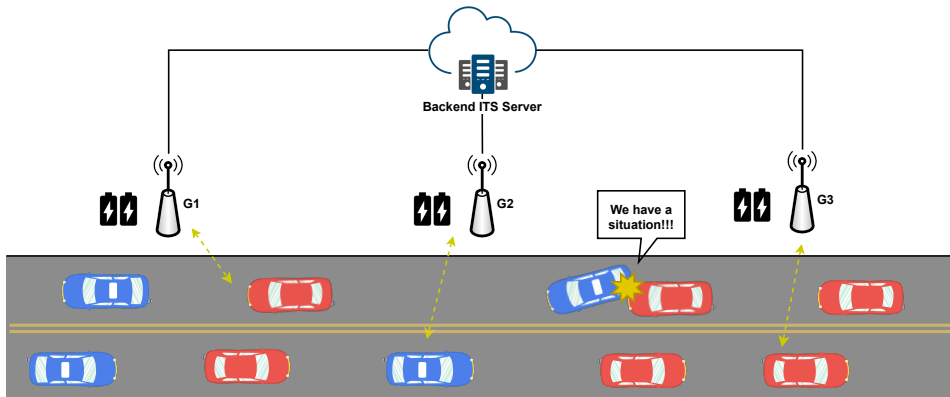 Backend ITS Server
G1
G2
G3
We have a
situation!!!